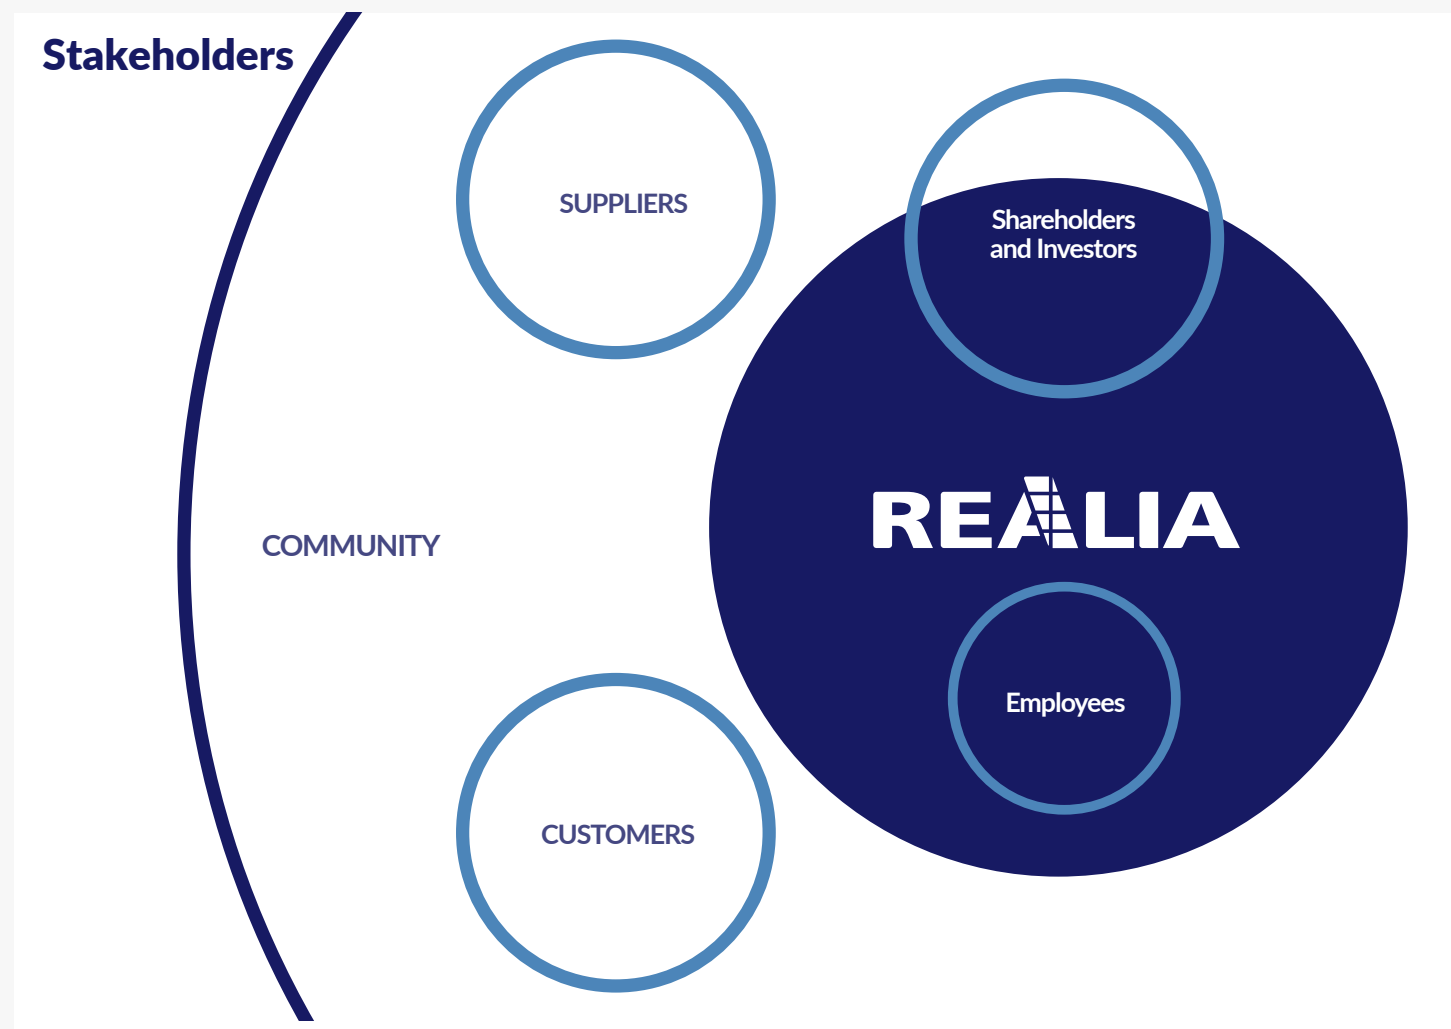 Stakeholders
SUPPLIERS
Shareholders
and Investors
REALIA
COMMUNITY
Employees
CUSTOMERS